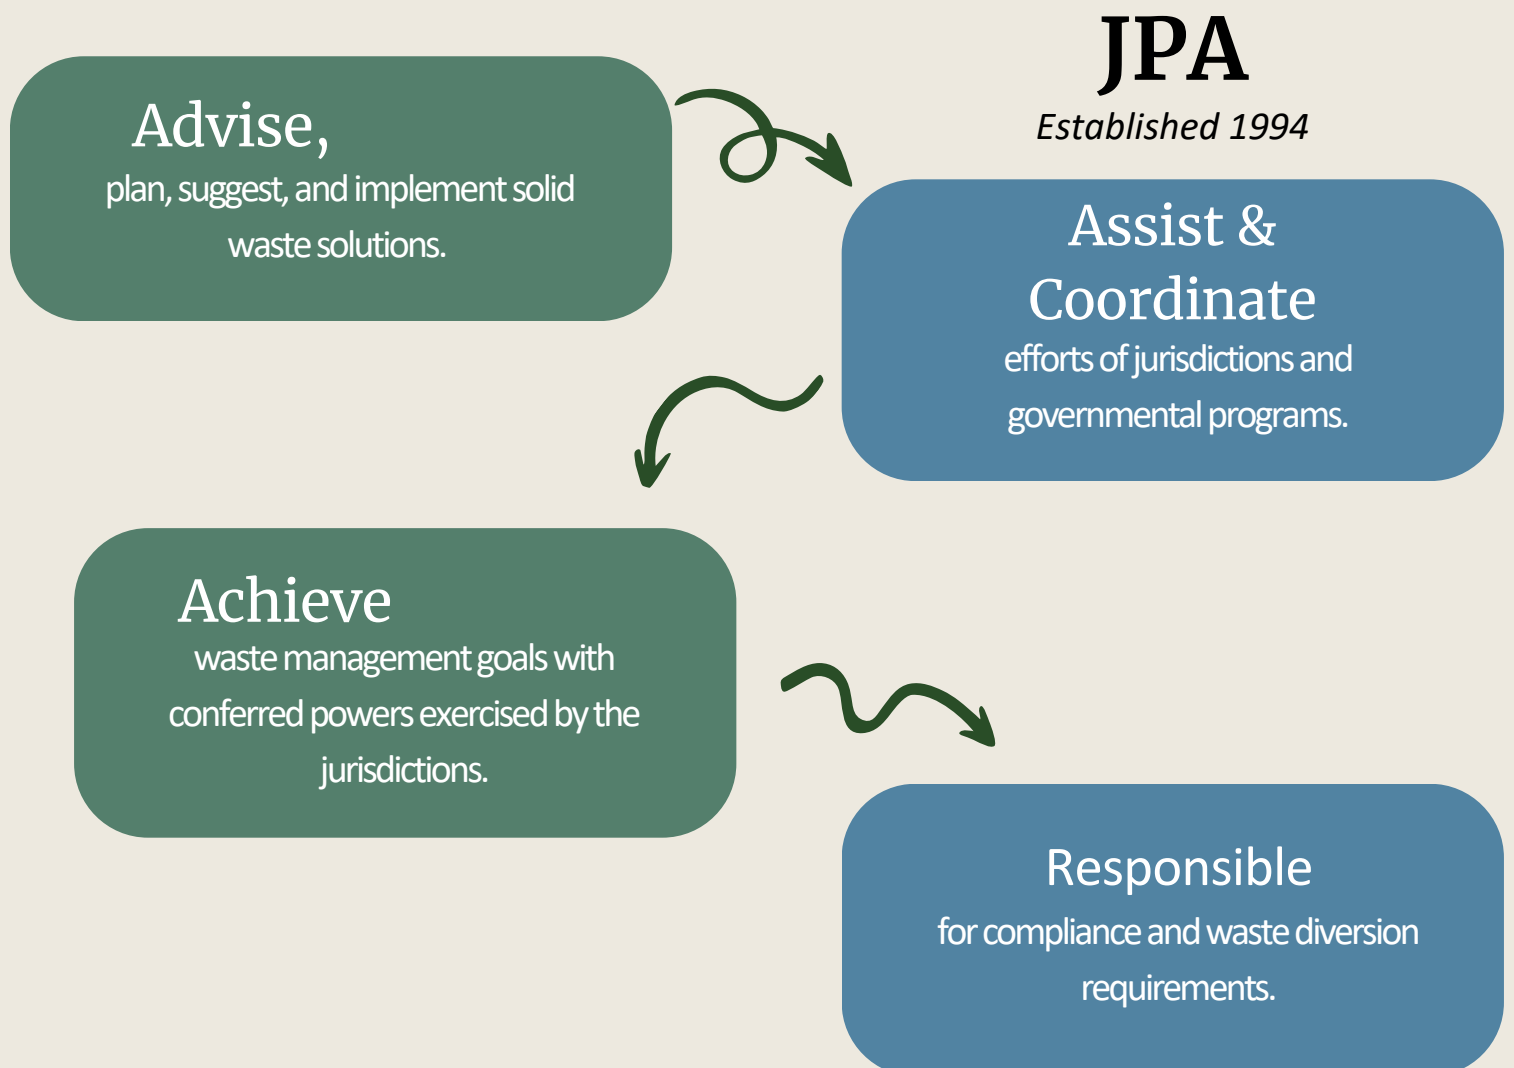 JPA
Established 1994
Advise,
plan, suggest, and implement solid
waste solutions.
Assist &
Coordinate
efforts of jurisdictions and
governmental programs.
Achieve
waste management goals with
conferred powers exercised by the
jurisdictions.
Responsible
for compliance and waste diversion
requirements.